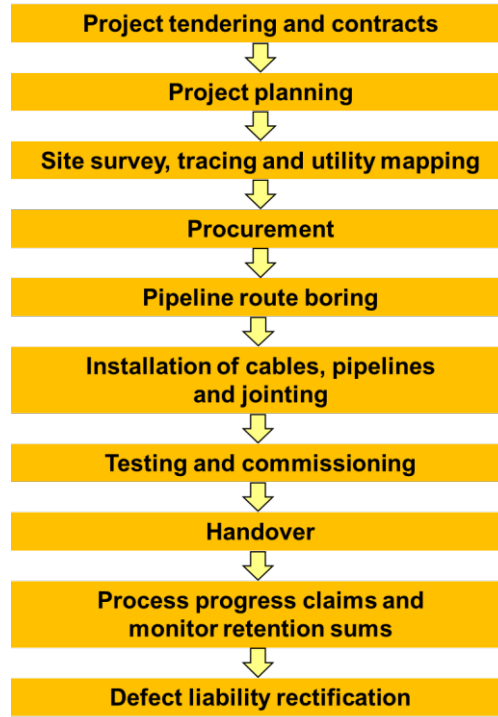 Project tendering and contracts
Project planning
Site survey, tracing and utility mapping
Procurement
Pipeline route boring
Installation of cables, pipelines
and jointing
Testing and commissioning
Handover
Process progress claims and
monitor retention sums
Defect liability rectification